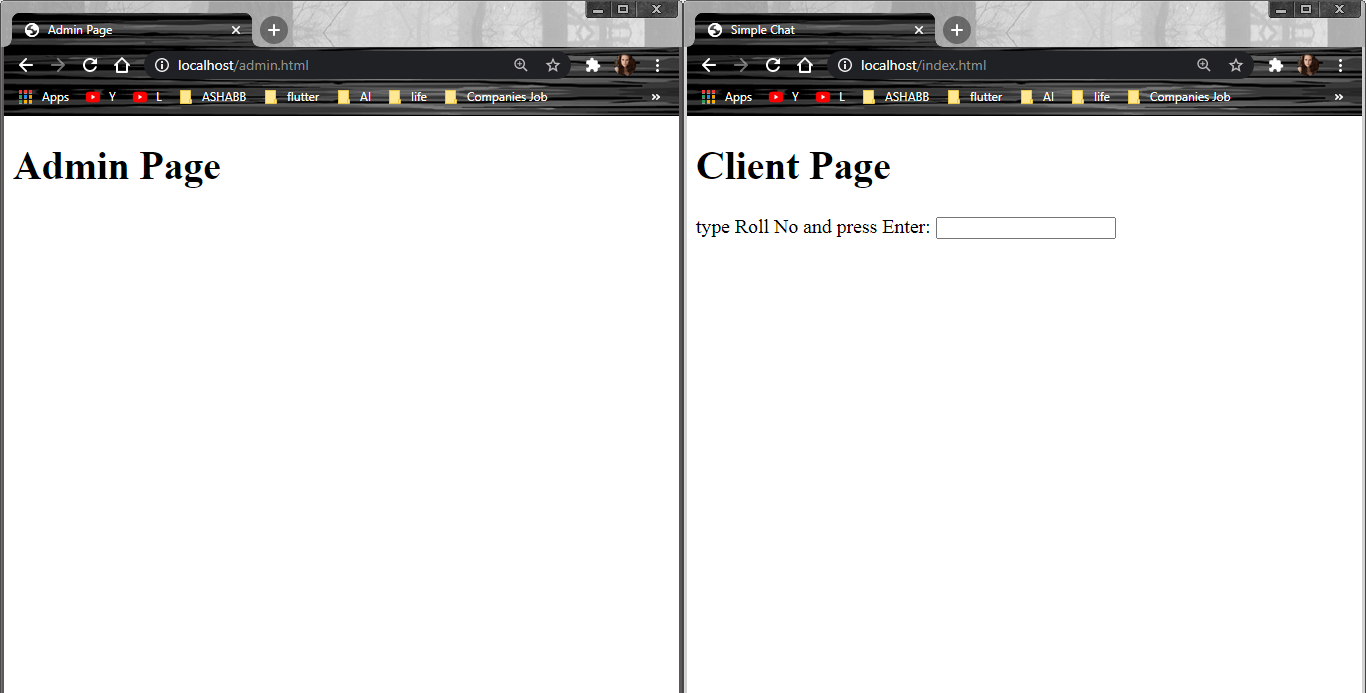 Admin Page
localhost/admin.html
Apps Y L ASHABB flutter AI life Companies Job »
Admin Page
Simple Chat
localhost/index.html
Apps Y L ASHABB flutter AI life Companies Job »
Client Page
type Roll No and press Enter: